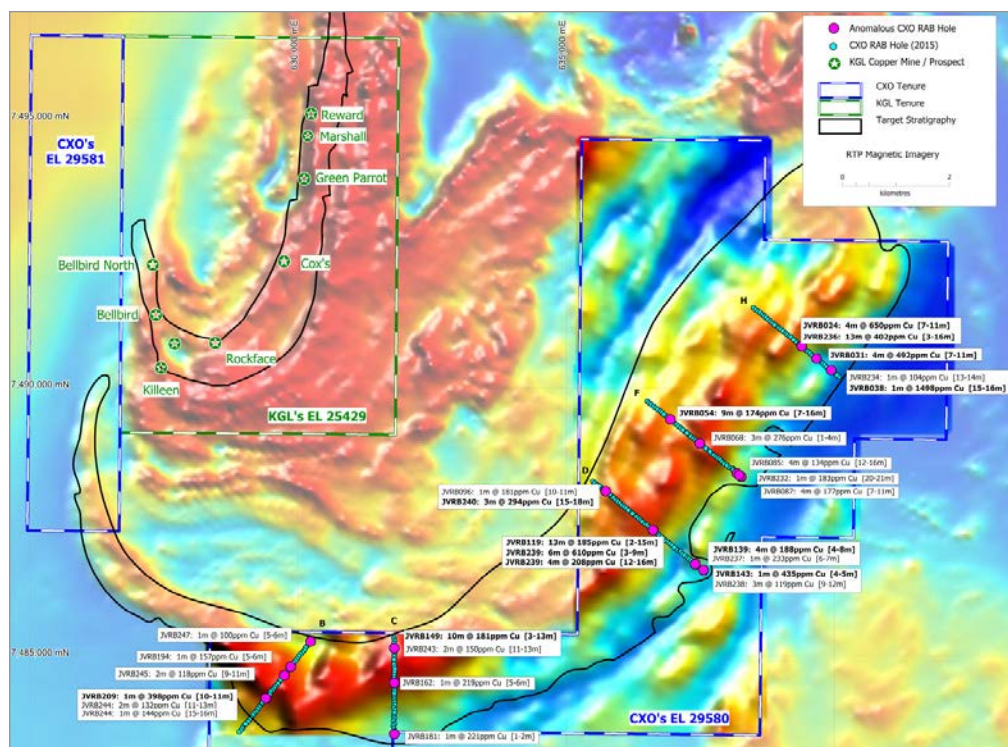 630,000 mE
635,000 mE
Anomalous CXO RAB Hole
CXO RAB Hole (2015)
KGL Copper Mine / Prospect
CXO Tenure
KGL Tenure
Target Stratigraphy
RTP Magnetic Imagery
0 2
kilometres
7,495,000 mN
CXO's
EL 29581
Reward
Marshall
Green Parrot
Bellbird North
Cox's
Bellbird
Rockface
Killeen
7,490,000 mN
KGL's EL 25429
H
JVRB024: 4m @ 650ppm Cu [7-11m]
JVRB236: 13m @ 402ppm Cu [3-16m]
JVRB031: 4m @ 492ppm Cu [7-11m]
JVRB234: 1m @ 104ppm Cu [13-14m]
JVRB038: 1m @ 1498ppm Cu [15-16m]
F
JVRB054: 9m @ 174ppm Cu [7-16m]
JVRB068: 3m @ 276ppm Cu [1-4m]
JVRB085: 4m @ 134ppm Cu [12-16m]
JVRB232: 1m @ 183ppm Cu [20-21m]
JVRB087: 4m @ 177ppm Cu [7-11m]
D
JVRB096: 1m @ 181ppm Cu [10-11m]
JVRB240: 3m @ 294ppm Cu [15-18m]
JVRB119: 13m @ 185ppm Cu [2-15m]
JVRB239: 6m @ 610ppm Cu [3-9m]
JVRB239: 4m @ 208ppm Cu [12-16m]
JVRB139: 4m @ 188ppm Cu [4-8m]
JVRB237: 1m @ 233ppm Cu [6-7m]
JVRB143: 1m @ 435ppm Cu [4-5m]
JVRB238: 3m @ 119ppm Cu [9-12m]
B
C
JVRB247: 1m @ 100ppm Cu [5-6m]
JVRB149: 10m @ 181ppm Cu [3-13m]
JVRB243: 2m @ 150ppm Cu [11-13m]
7,485,000 mN
JVRB194: 1m @ 157ppm Cu [5-6m]
JVRB245: 2m @ 118ppm Cu [9-11m]
JVRB162: 1m @ 219ppm Cu [5-6m]
JVRB209: 1m @ 398ppm Cu [10-11m]
JVRB244: 2m @ 132ppm Cu [11-13m]
JVRB244: 1m @ 144ppm Cu [15-16m]
JVRB181: 1m @ 221ppm Cu [1-2m]
CXO's EL 29580